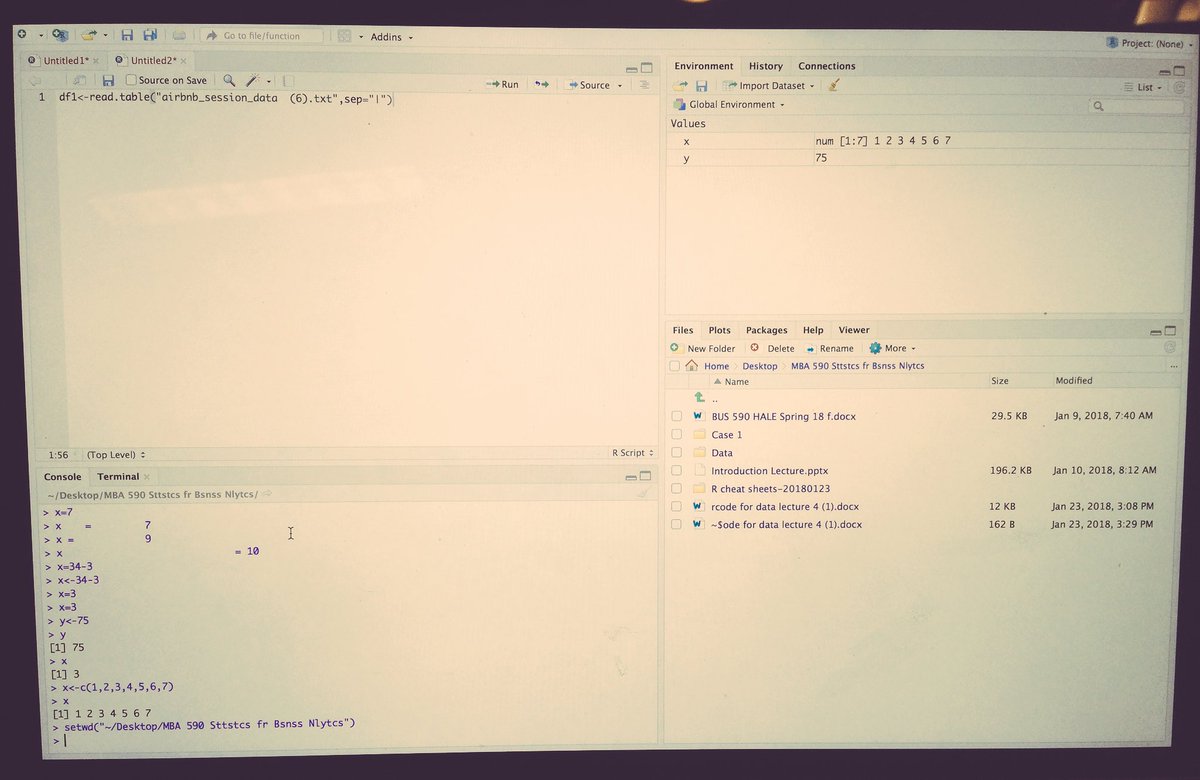 Go to file/function
Addins
Project: (None)
Untitled1*
Untitled2*
Source on Save
Run
Source
1 df1<-read.table("airbnb_session_data  (6).txt",sep="|")
1:56 (Top Level)
R Script
Console
Terminal
~/Desktop/MBA 590 Sttstcs fr Bsnss Nlytcs/
> x=7
> x    =         7
> x =            9
> x                              = 10
> x=34-3
> x<-34-3
> x=3
> x=3
> y<-75
> y
[1] 75
> x
[1] 3
> x<-c(1,2,3,4,5,6,7)
> x
[1] 1 2 3 4 5 6 7
> setwd("~/Desktop/MBA 590 Sttstcs fr Bsnss Nlytcs")
>
Environment History Connections
Import Dataset
List
Global Environment
Values
x num [1:7] 1 2 3 4 5 6 7
y 75
Files Plots Packages Help Viewer
New Folder Delete Rename More
Home Desktop MBA 590 Sttstcs fr Bsnss Nlytcs
...
Name Size Modified
..
BUS 590 HALE Spring 18 f.docx 29.5 KB Jan 9, 2018, 7:40 AM
Case 1
Data
Introduction Lecture.pptx 196.2 KB Jan 10, 2018, 8:12 AM
R cheat sheets-20180123
rcode for data lecture 4 (1).docx 12 KB Jan 23, 2018, 3:08 PM
~$ode for data lecture 4 (1).docx 162 B Jan 23, 2018, 3:29 PM